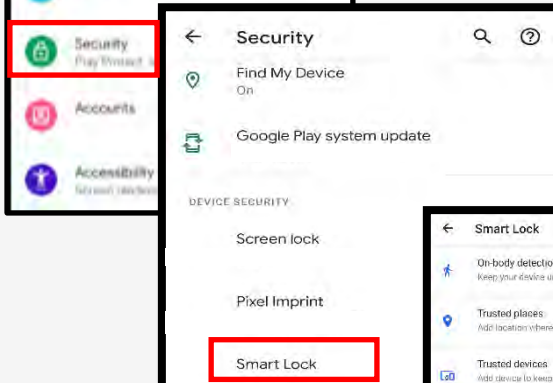 Security
Play Protect
Accounts
Accessibility
Screen
Security
Find My Device
On
Google Play system update
DEVICE SECURITY
Screen lock
Pixel Imprint
Smart Lock
Smart Lock
On-body detectio
Keep your device u
Trusted places
Add location where
Trusted devices
Add device to keep